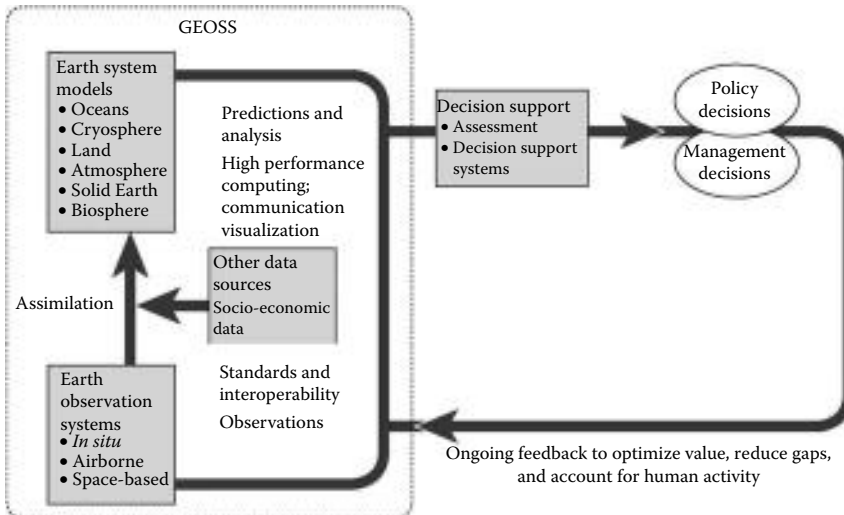 GEOSS
Earth system
models
• Oceans
• Cryosphere
• Land
• Atmosphere
• Solid Earth
• Biosphere
Predictions and
analysis
High performance
computing;
communication
visualization
Other data
sources
Socio-economic
data
Assimilation
Standards and
interoperability
Observations
Earth
observation
systems
• In situ
• Airborne
• Space-based
Decision support
• Assessment
• Decision support
systems
Policy
decisions
Management
decisions
Ongoing feedback to optimize value, reduce gaps,
and account for human activity